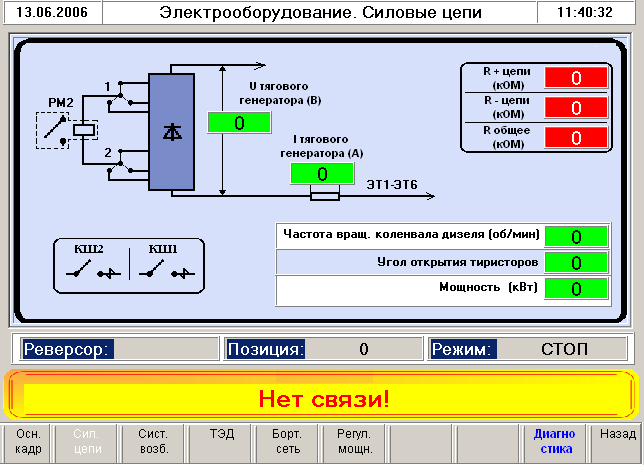 13.06.2006 Электрооборудование. Силовые цепи 11:40:32
1
РМ2
2
U тягового
генератора (В)
0
I тягового
генератора (А)
0
ЭТ1-ЭТ6
R + цепи
(кОМ)
0
R - цепи
(кОМ)
0
R общее
(кОМ)
0
КШ2 КШ1
Частота вращ. коленвала дизеля (об/мин) 0
Угол открытия тиристоров 0
Мощность (кВт) 0
Реверсор: Позиция: 0 Режим: СТОП
Нет связи!
Осн.
кадр
Сил.
цепи
Сист.
возб.
ТЭД
Борт.
сеть
Регул.
мощн.
Диагно
стика
Назад